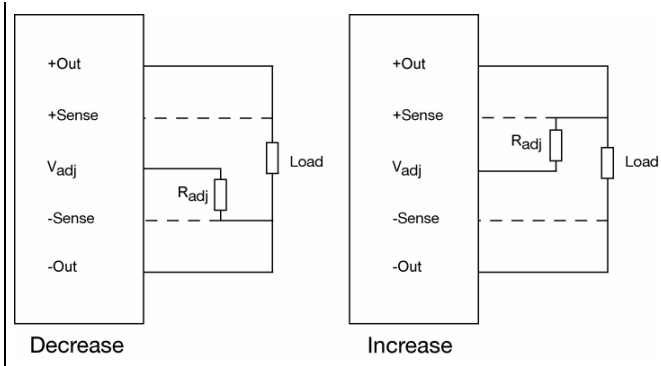 +Out
+Sense
Vadj
-Sense
-Out
Radj
Load
Decrease
+Out
+Sense
Vadj
-Sense
-Out
Radj
Load
Increase